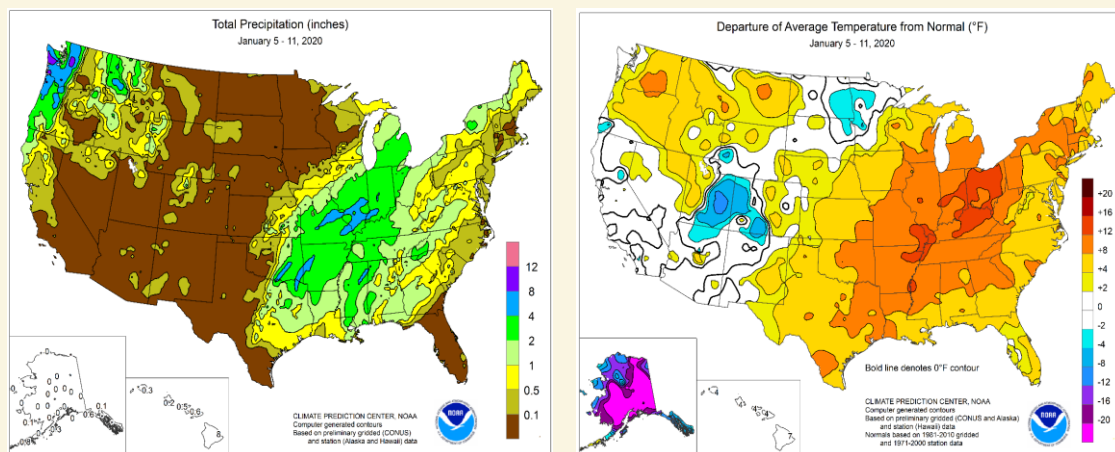 Total Precipitation (inches)
January 5 - 11, 2020
12
8
4
2
1
0.5
0.1
CLIMATE PREDICTION CENTER, NOAA
Computer generated contours
Based on preliminary gridded (CONUS)
and station (Alaska and Hawaii) data
NOAA
Departure of Average Temperature from Normal (°F)
January 5 - 11, 2020
+20
+16
+12
+8
+4
+2
0
-2
-4
-8
-12
-16
-20
Bold line denotes 0°F contour
CLIMATE PREDICTION CENTER, NOAA
Computer generated contours
Based on preliminary gridded (CONUS and Alaska)
and station (Hawaii) data
Normals based on 1981-2010 gridded
and 1971-2000 station data
NOAA